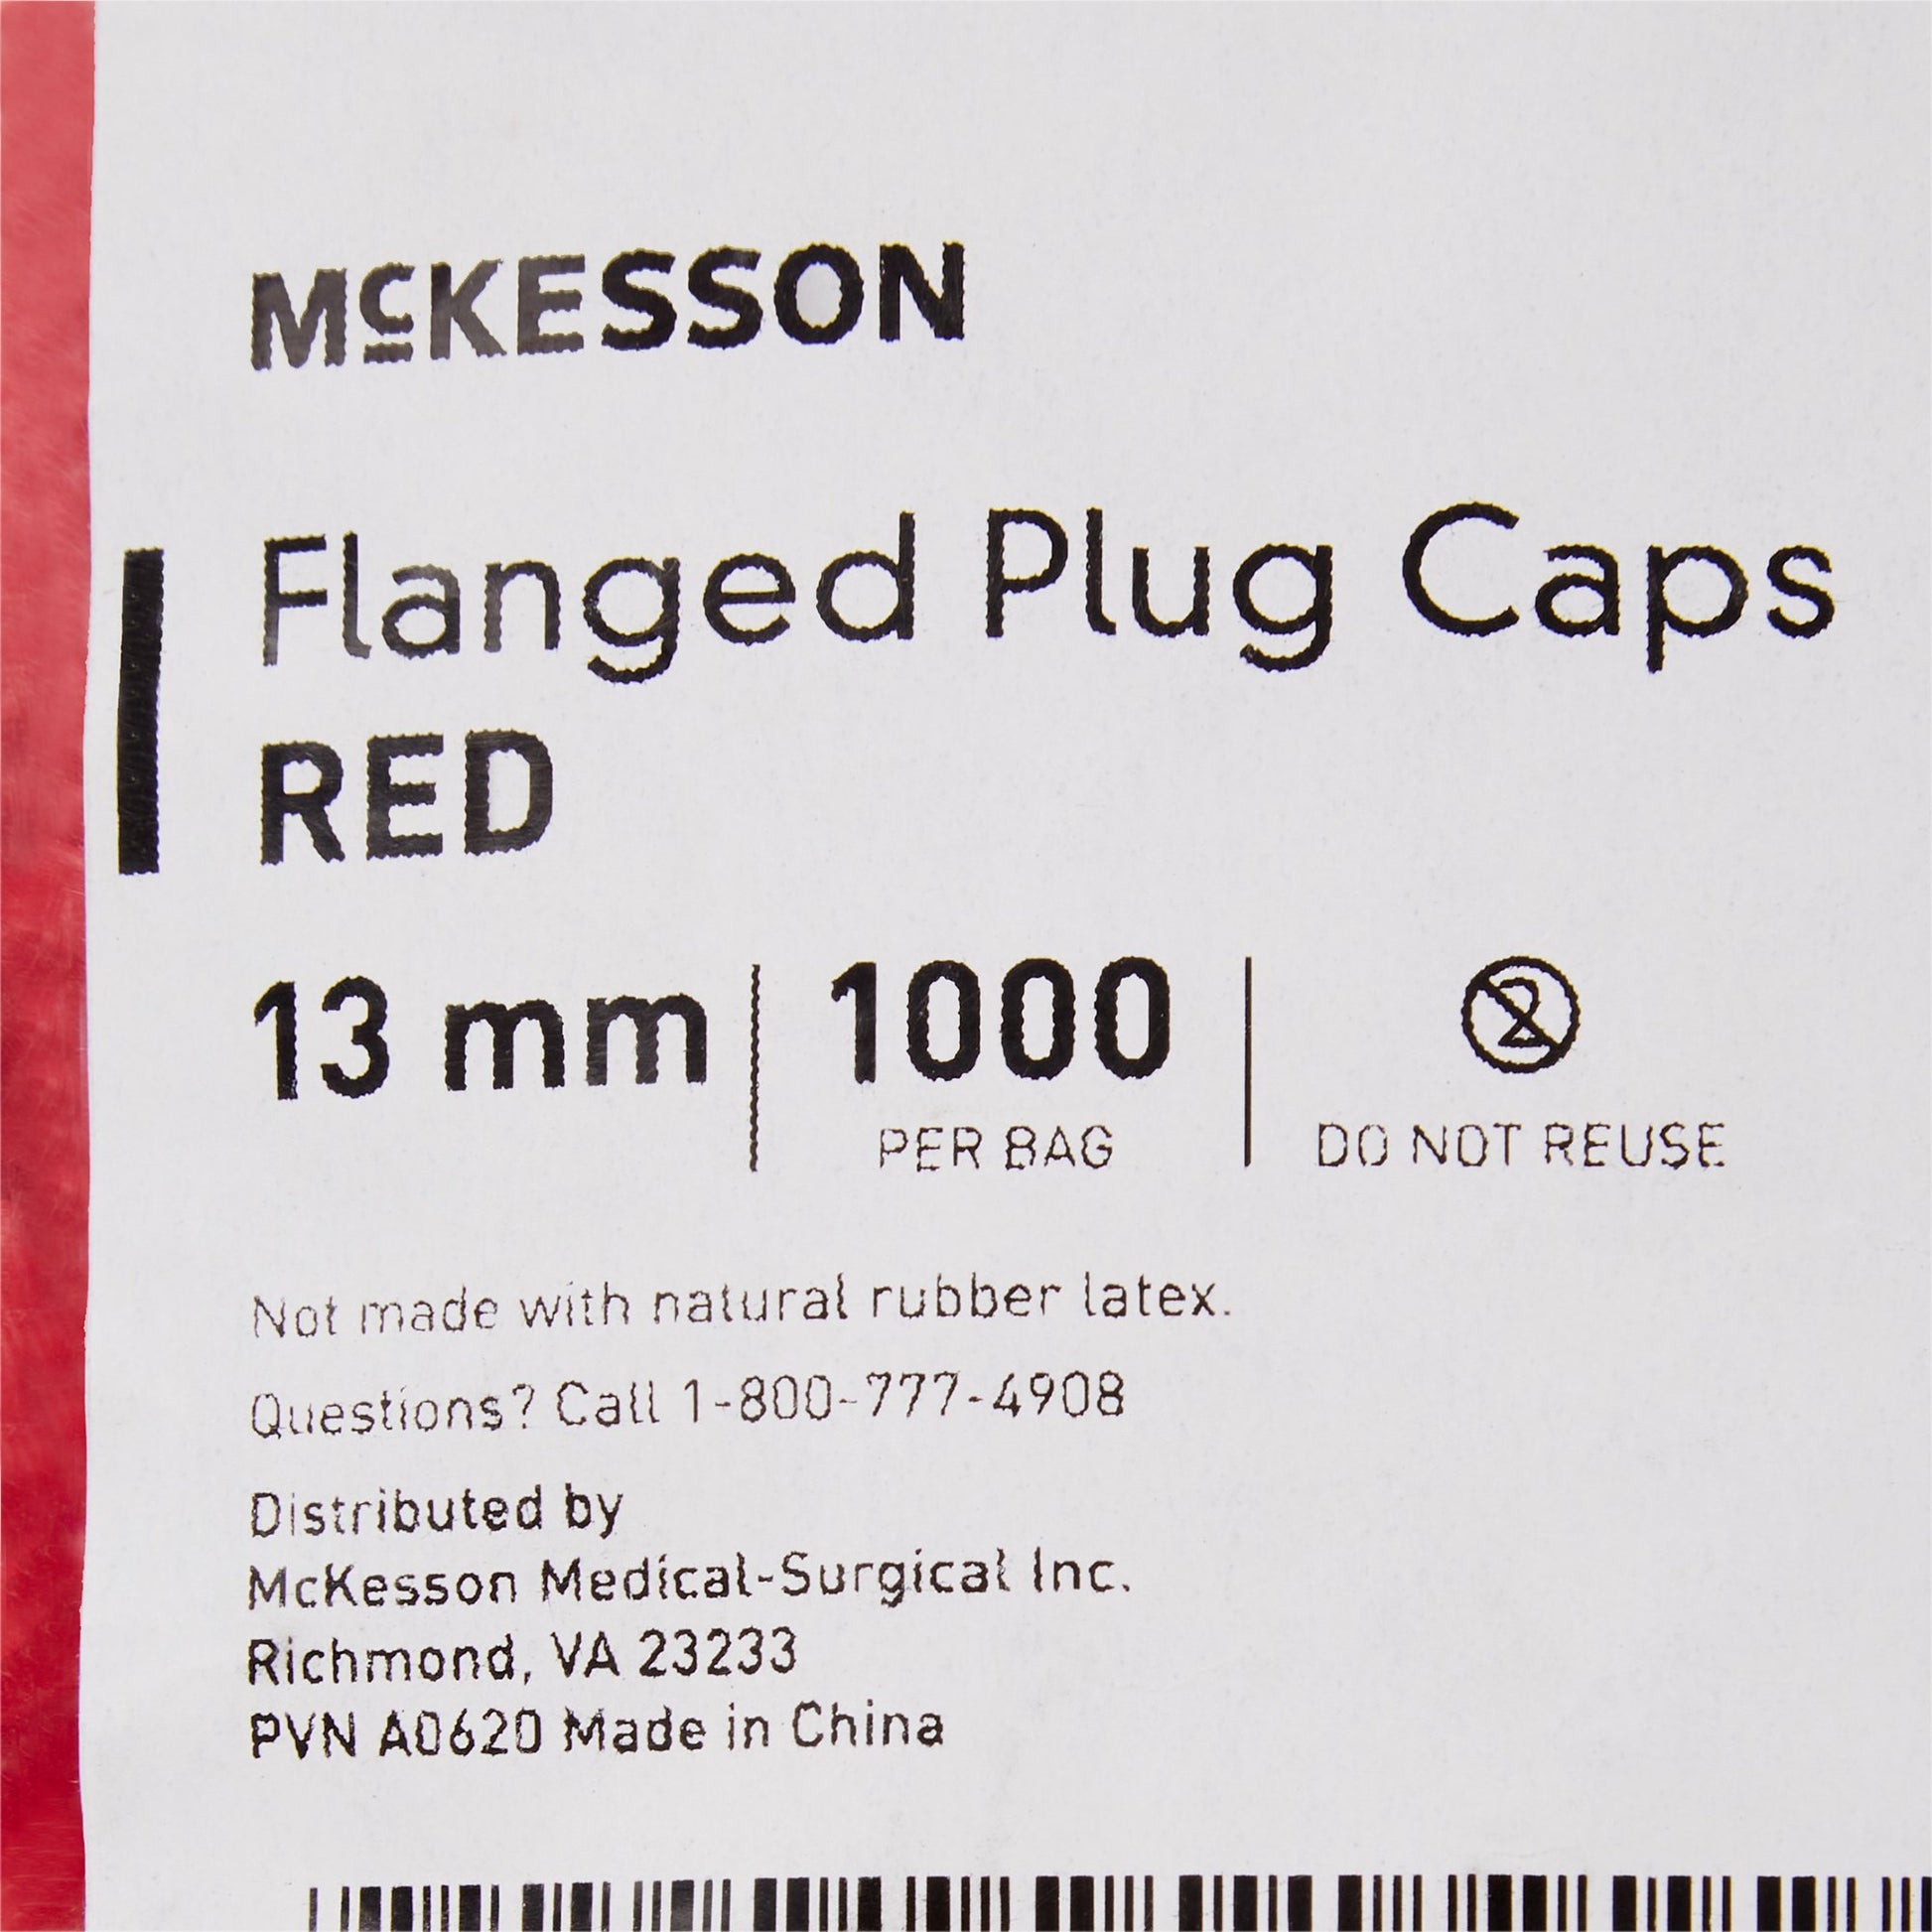 McKESSON
Flanged Plug Caps
RED
13 mm
1000
PER BAG
2
DO NOT REUSE
Not made with natural rubber latex.
Questions? Call 1-800-777-4908
Distributed by
McKesson Medical-Surgical Inc.
Richmond, VA 23233
PVN A0620 Made in China